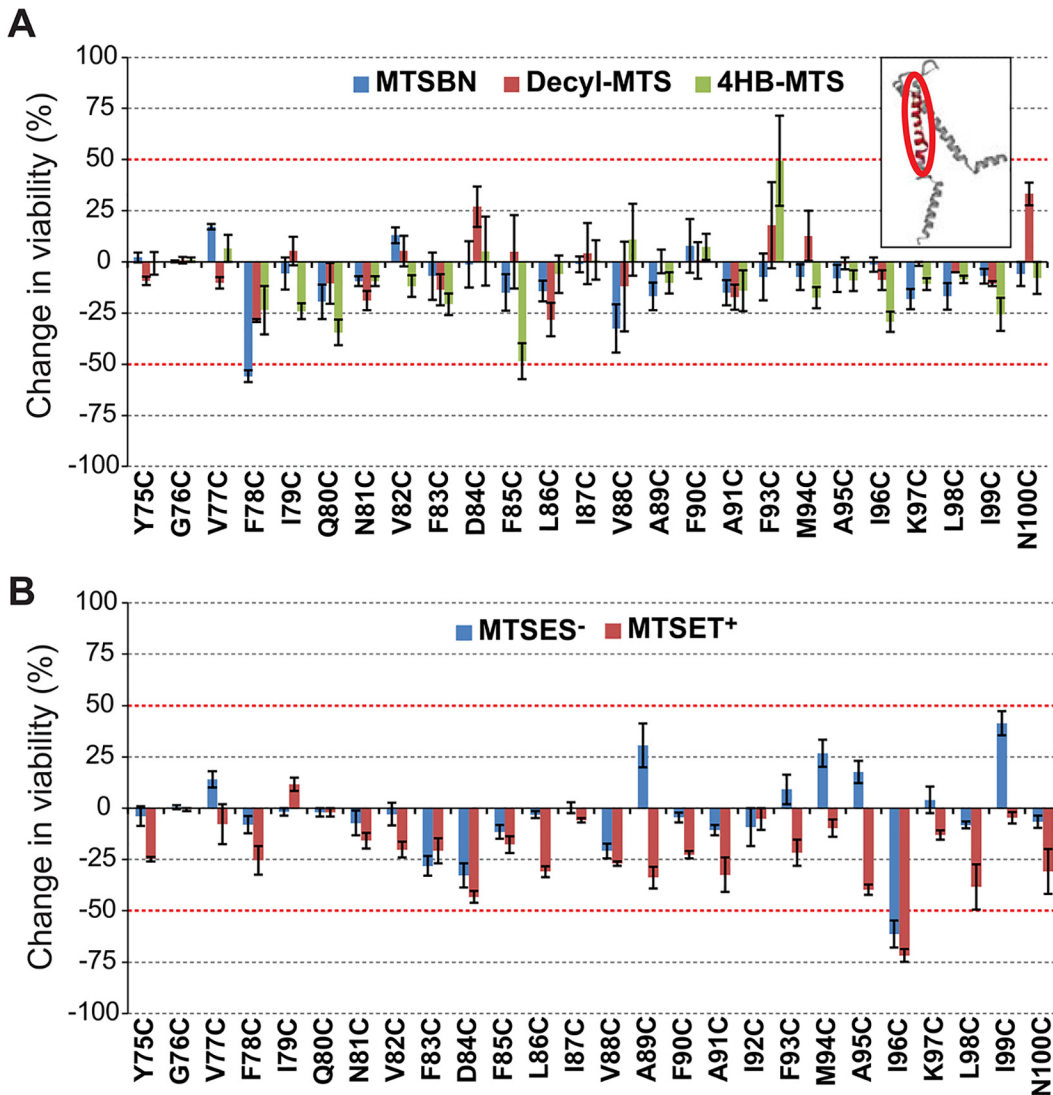 A
Change in viability (%)
100
75
50
25
0
-25
-50
-75
-100
MTSBN Decyl-MTS 4HB-MTS
Y75C G76C V77C F78C I79C Q80C N81C V82C F83C D84C F85C L86C I87C V88C A89C F90C A91C F93C M94C A95C I96C K97C L98C I99C N100C
B
Change in viability (%)
100
75
50
25
0
-25
-50
-75
-100
MTSES⁻ MTSET⁺
Y75C G76C V77C F78C I79C Q80C N81C V82C F83C D84C F85C L86C I87C V88C A89C F90C A91C I92C F93C M94C A95C I96C K97C L98C I99C N100C